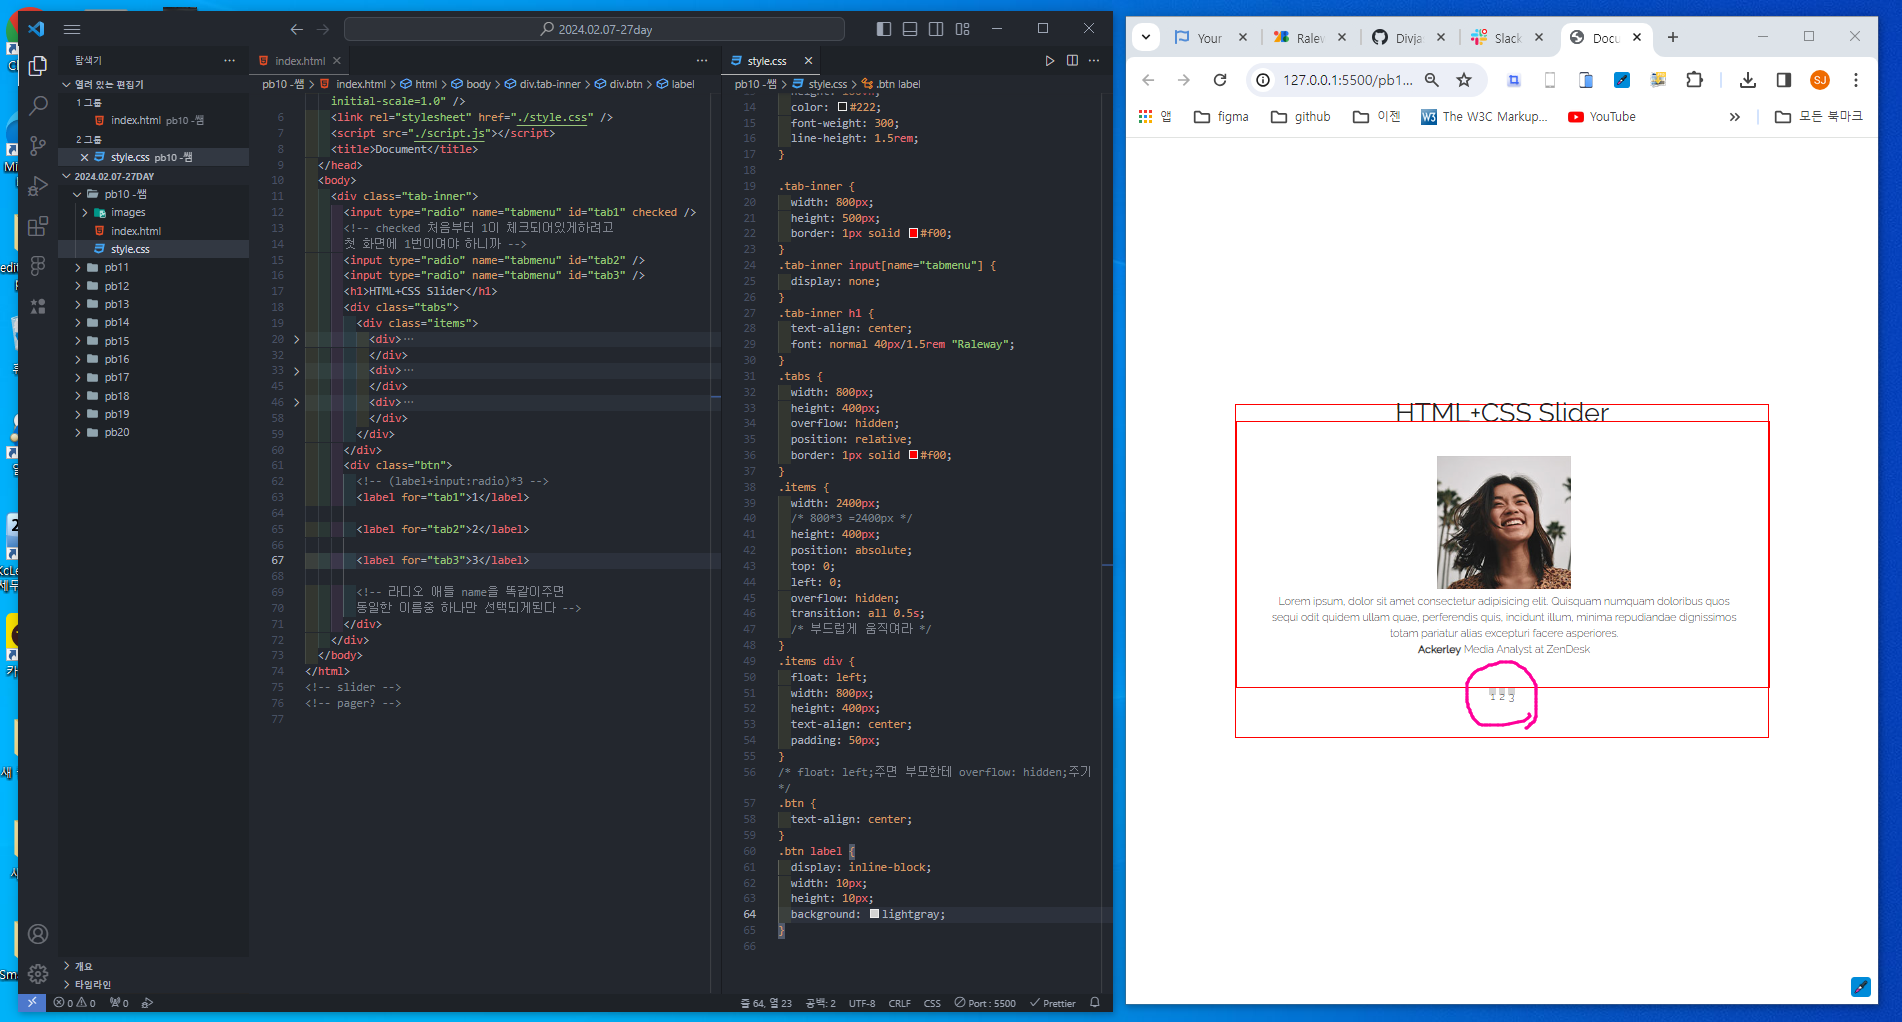 2024.02.07-27day
탐색기
열려 있는 편집기
1 그룹
index.html pb10 -쌤
2 그룹
style.css pb10 -쌤
2024.02.07-27DAY
pb10 -쌤
images
index.html
style.css
pb11
pb12
pb13
pb14
pb15
pb16
pb17
pb18
pb19
pb20
개요
타임라인
index.html
pb10 -쌤 > index.html > html > body > div.tab-inner > div.btn > label
initial-scale=1.0" />
6 <link rel="stylesheet" href="./style.css" />
7 <script src="./script.js"></script>
8 <title>Document</title>
9 </head>
10 <body>
11 <div class="tab-inner">
12 <input type="radio" name="tabmenu" id="tab1" checked />
13 <!-- checked 처음부터 1이 체크되어있게하려고
14 첫 화면에 1번이여야 하니까 -->
15 <input type="radio" name="tabmenu" id="tab2" />
16 <input type="radio" name="tabmenu" id="tab3" />
17 <h1>HTML+CSS Slider</h1>
18 <div class="tabs">
19 <div class="items">
20 <div>…
32 </div>
33 <div>…
45 </div>
46 <div>…
58 </div>
59 </div>
60 </div>
61 <div class="btn">
62 <!-- (label+input:radio)*3 -->
63 <label for="tab1">1</label>
64
65 <label for="tab2">2</label>
66
67 <label for="tab3">3</label>
68
69 <!-- 라디오 애들 name을 똑같이주면
70 동일한 이름중 하나만 선택되게된다 -->
71 </div>
72 </div>
73 </body>
74 </html>
75 <!-- slider -->
76 <!-- pager? -->
77
style.css
pb10 -쌤 > style.css > .btn label
14 color: #222;
15 font-weight: 300;
16 line-height: 1.5rem;
17 }
18
19 .tab-inner {
20 width: 800px;
21 height: 500px;
22 border: 1px solid #f00;
23 }
24 .tab-inner input[name="tabmenu"] {
25 display: none;
26 }
27 .tab-inner h1 {
28 text-align: center;
29 font: normal 40px/1.5rem "Raleway";
30 }
31 .tabs {
32 width: 800px;
33 height: 400px;
34 overflow: hidden;
35 position: relative;
36 border: 1px solid #f00;
37 }
38 .items {
39 width: 2400px;
40 /* 800*3 =2400px */
41 height: 400px;
42 position: absolute;
43 top: 0;
44 left: 0;
45 overflow: hidden;
46 transition: all 0.5s;
47 /* 부드럽게 움직여라 */
48 }
49 .items div {
50 float: left;
51 width: 800px;
52 height: 400px;
53 text-align: center;
54 padding: 50px;
55 }
56 /* float: left;주면 부모한테 overflow: hidden;주기
*/
57 .btn {
58 text-align: center;
59 }
60 .btn label {
61 display: inline-block;
62 width: 10px;
63 height: 10px;
64 background: lightgray;
65 }
66
0 0 0
줄 64, 열 23 공백: 2 UTF-8 CRLF CSS Port : 5500 Prettier
Your Ralew Divja Slack Docu
127.0.0.1:5500/pb1... SJ
앱 figma github 이젠 The W3C Markup... YouTube » 모든 북마크
HTML+CSS Slider
Lorem ipsum, dolor sit amet consectetur adipisicing elit. Quisquam numquam doloribus quos
sequi odit quidem ullam quae, perferendis quis, incidunt illum, minima repudiandae dignissimos
totam pariatur alias excepturi facere asperiores.
Ackerley Media Analyst at ZenDesk
1 2 3